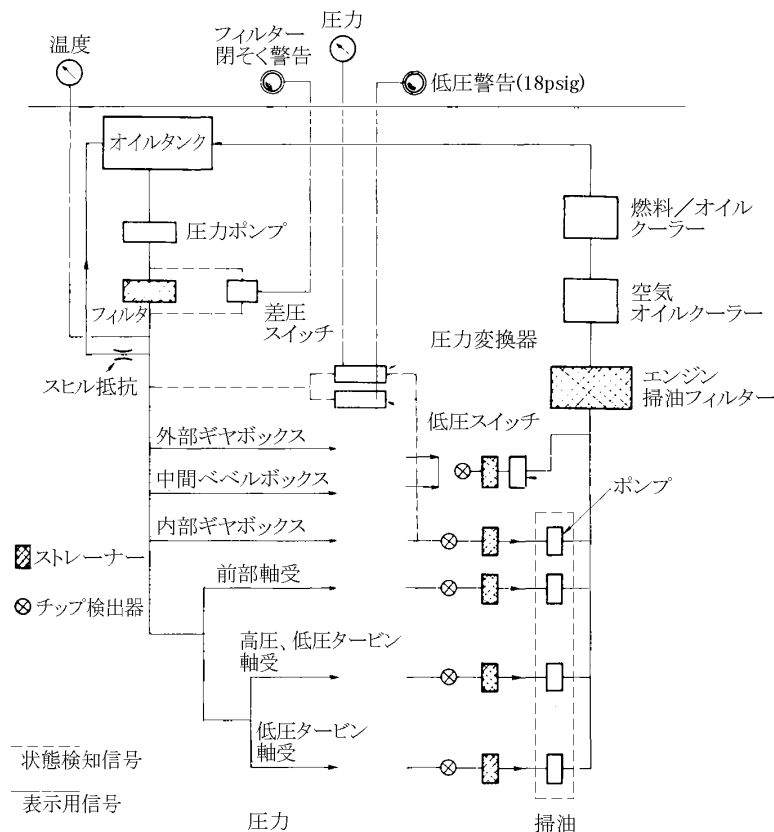 温度
フィルター
閉そく警告
圧力
低圧警告(18psig)
オイルタンク
圧力ポンプ
フィルタ
差圧
スイッチ
スヒル抵抗
圧力変換器
低圧スイッチ
燃料／オイル
クーラー
空気
オイルクーラー
エンジン
掃油フィルター
外部ギヤボックス
中間ベベルボックス
内部ギヤボックス
ポンプ
ストレーナー
チップ検出器
前部軸受
高圧、低圧タービン
軸受
低圧タービン
軸受
状態検知信号
表示用信号
圧力
掃油